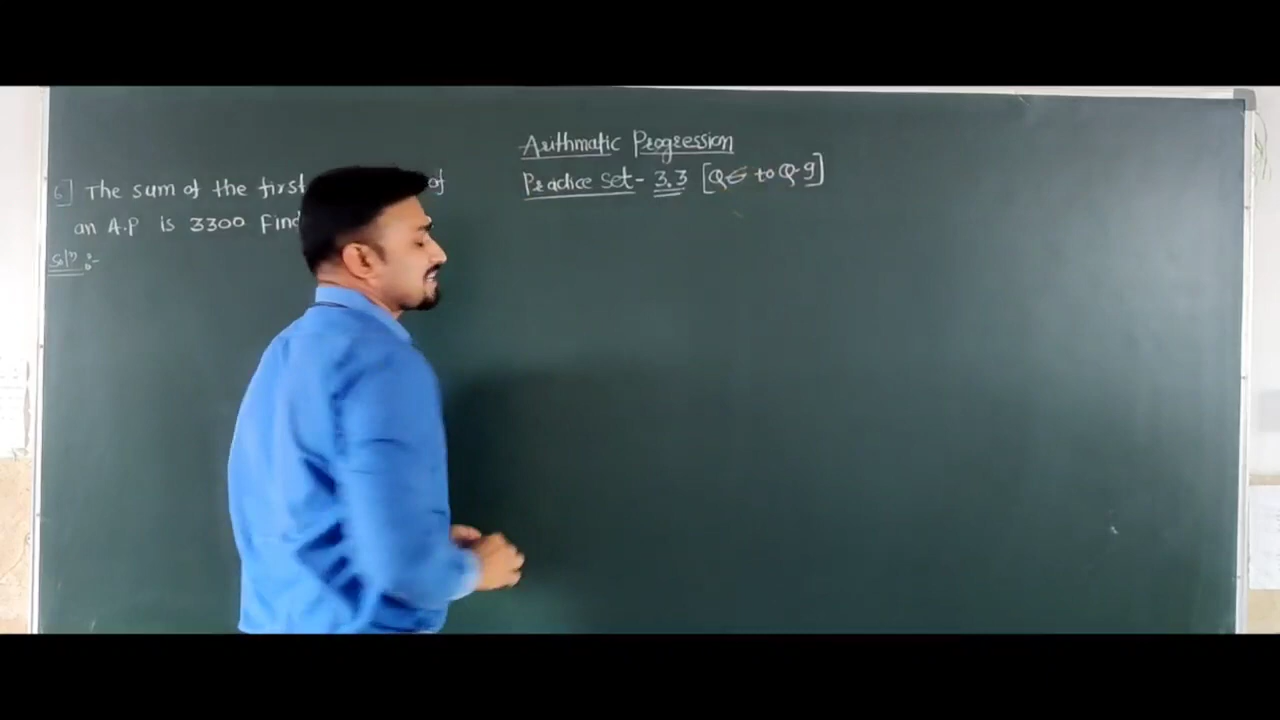 Arithmatic Progression
Practice Set - 3.3 [Q 6 to Q-9]
6] The sum of the first of
an A.P is 3300 Find
Solⁿ :-